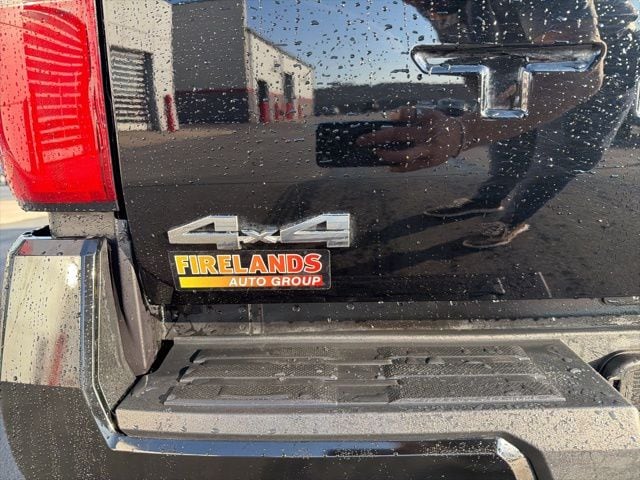 T
4x4
FIRELANDS
AUTO GROUP